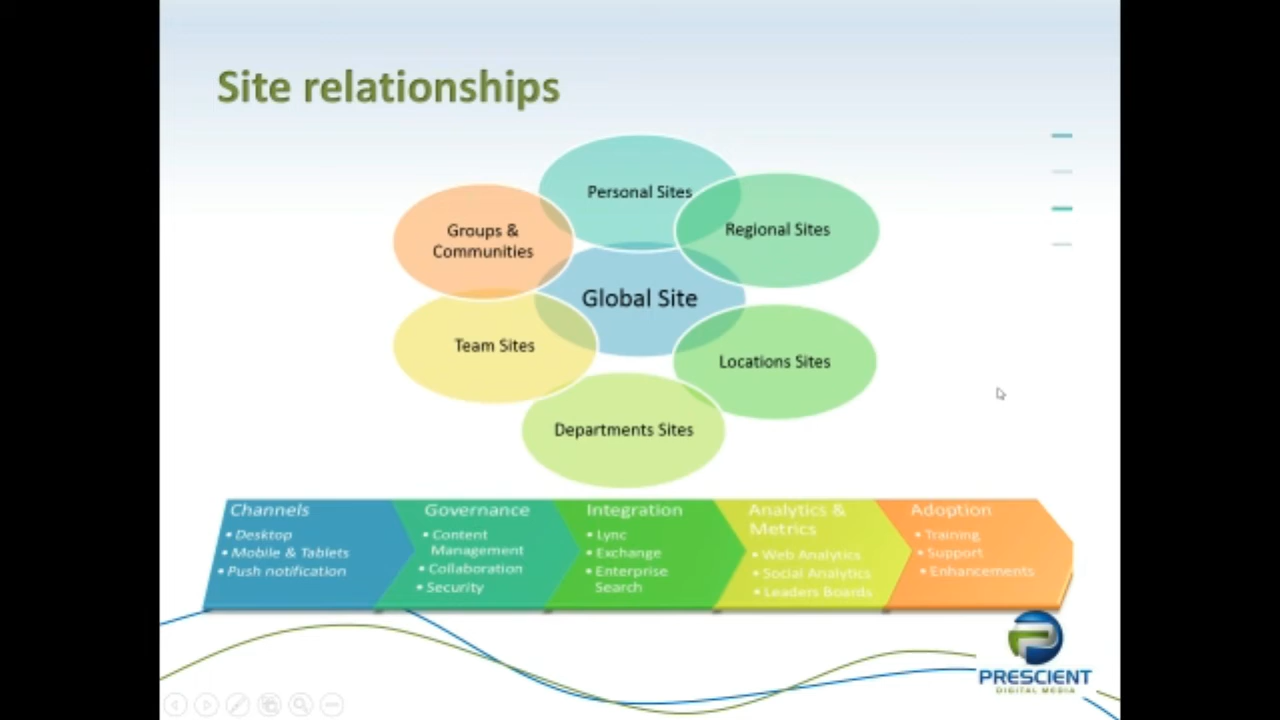 Site relationships
Personal Sites
Regional Sites
Groups &
Communities
Global Site
Team Sites
Locations Sites
Departments Sites
Channels
• Desktop
• Mobile & Tablets
• Push notification
Governance
• Content
Management
• Collaboration
• Security
Integration
• Lync
• Exchange
• Enterprise
Search
Analytics &
Metrics
• Web Analytics
• Social Analytics
• Leaders Boards
Adoption
• Training
• Support
• Enhancements
PRESCIENT
DIGITAL MEDIA